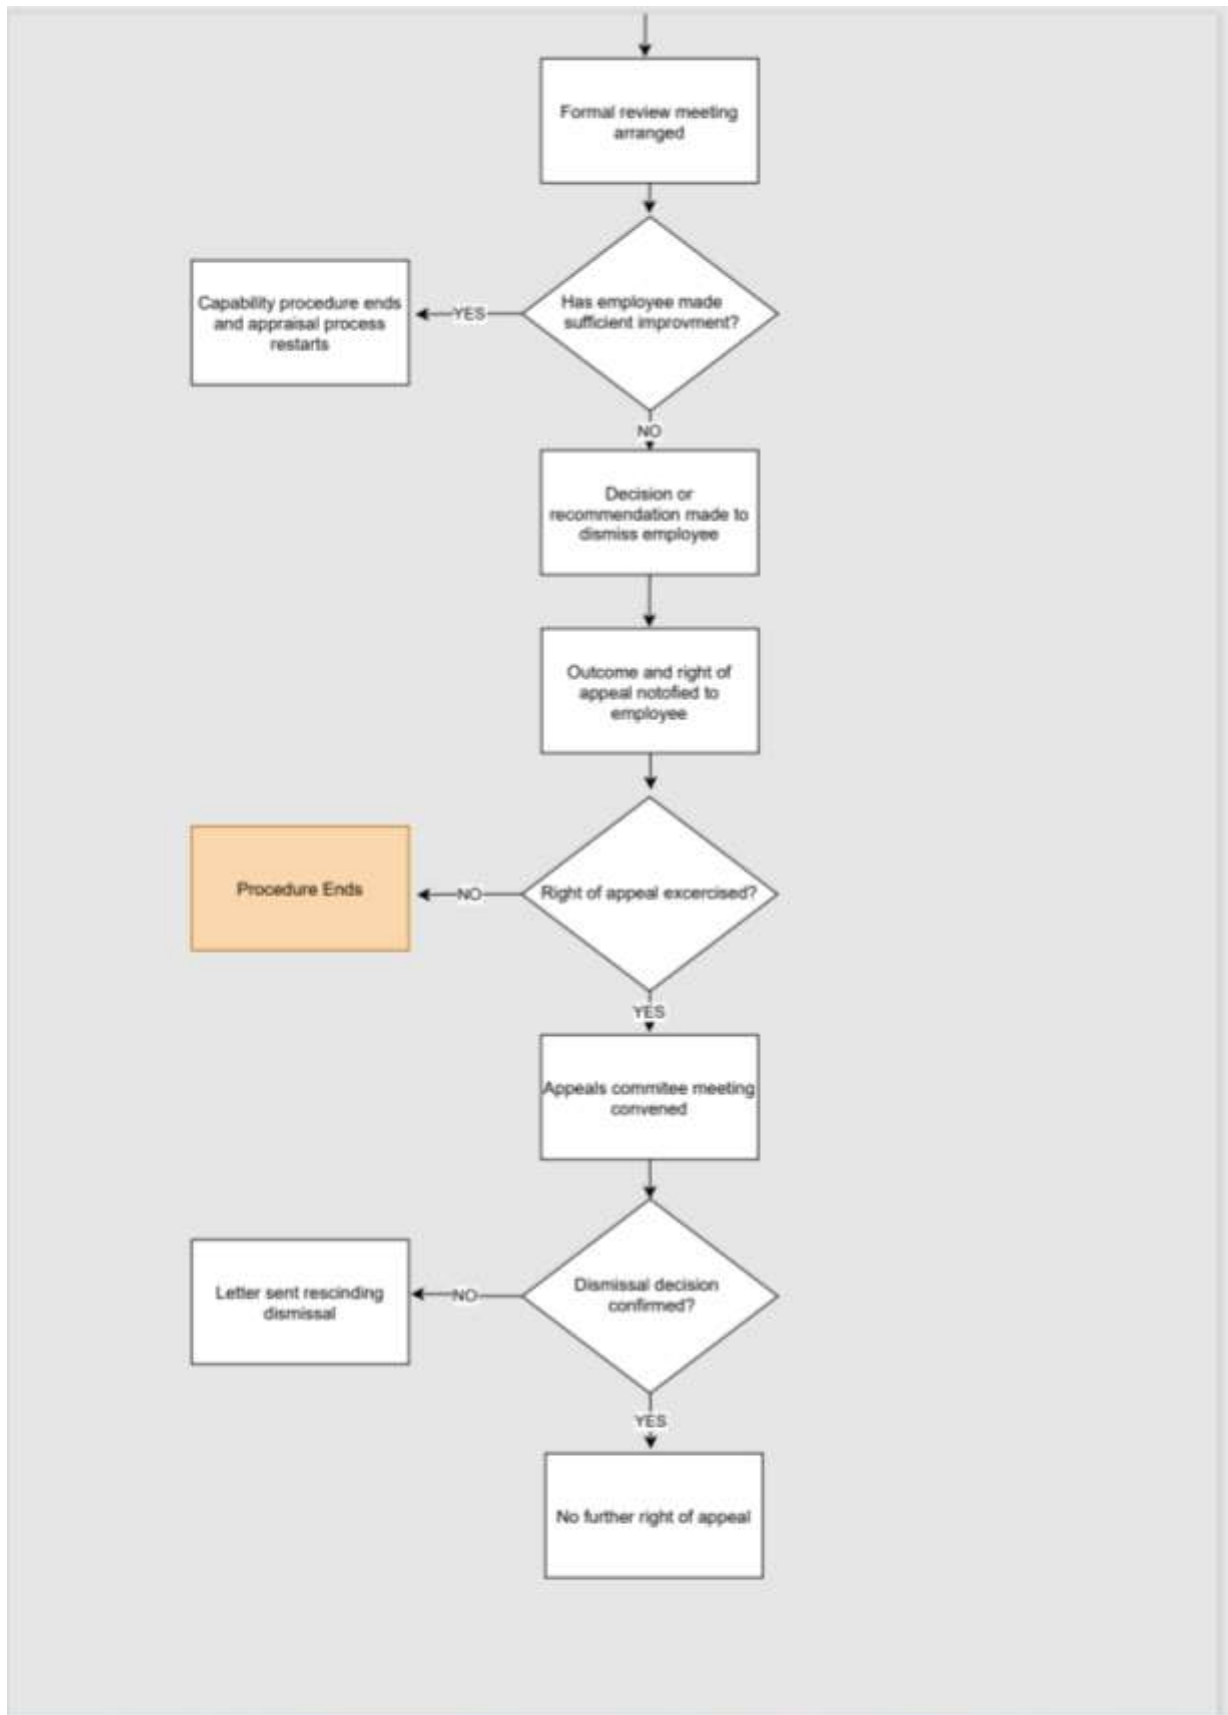 Formal review meeting
arranged
Has employee made
sufficient improvment?
YES
Capability procedure ends
and appraisal process
restarts
NO
Decision or
recommendation made to
dismiss employee
Outcome and right of
appeal notofied to
employee
Right of appeal excercised?
NO
Procedure Ends
YES
Appeals commitee meeting
convened
Dismissal decision
confirmed?
NO
Letter sent rescinding
dismissal
YES
No further right of appeal